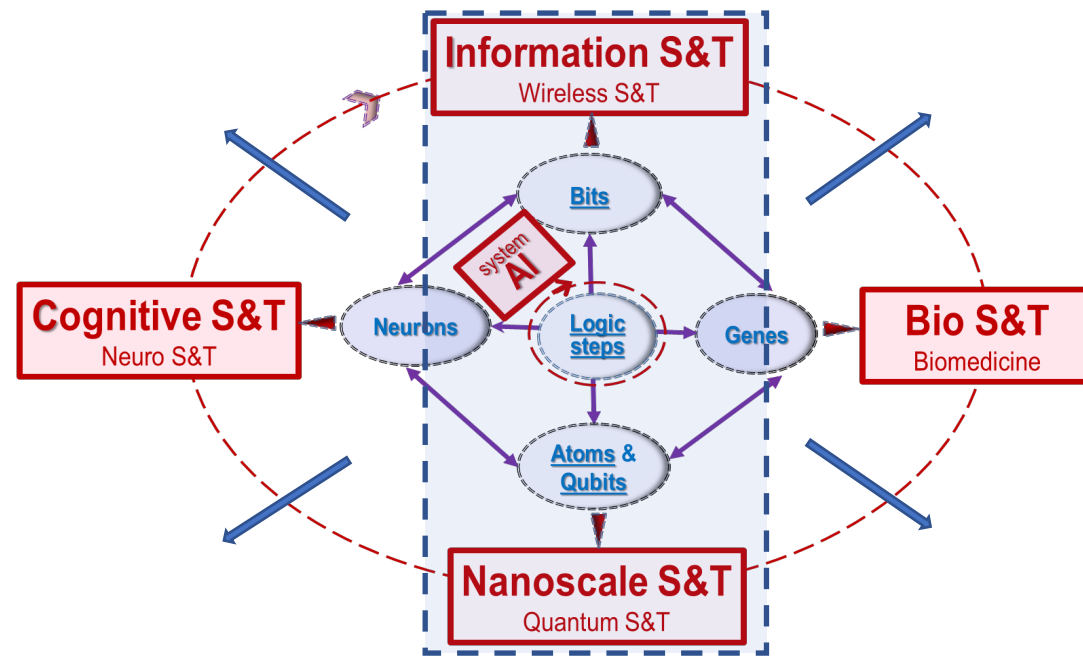 Information S&T
Wireless S&T
Bits
system
AI
Cognitive S&T
Neuro S&T
Neurons
Logic
steps
Genes
Bio S&T
Biomedicine
Atoms &
Qubits
Nanoscale S&T
Quantum S&T